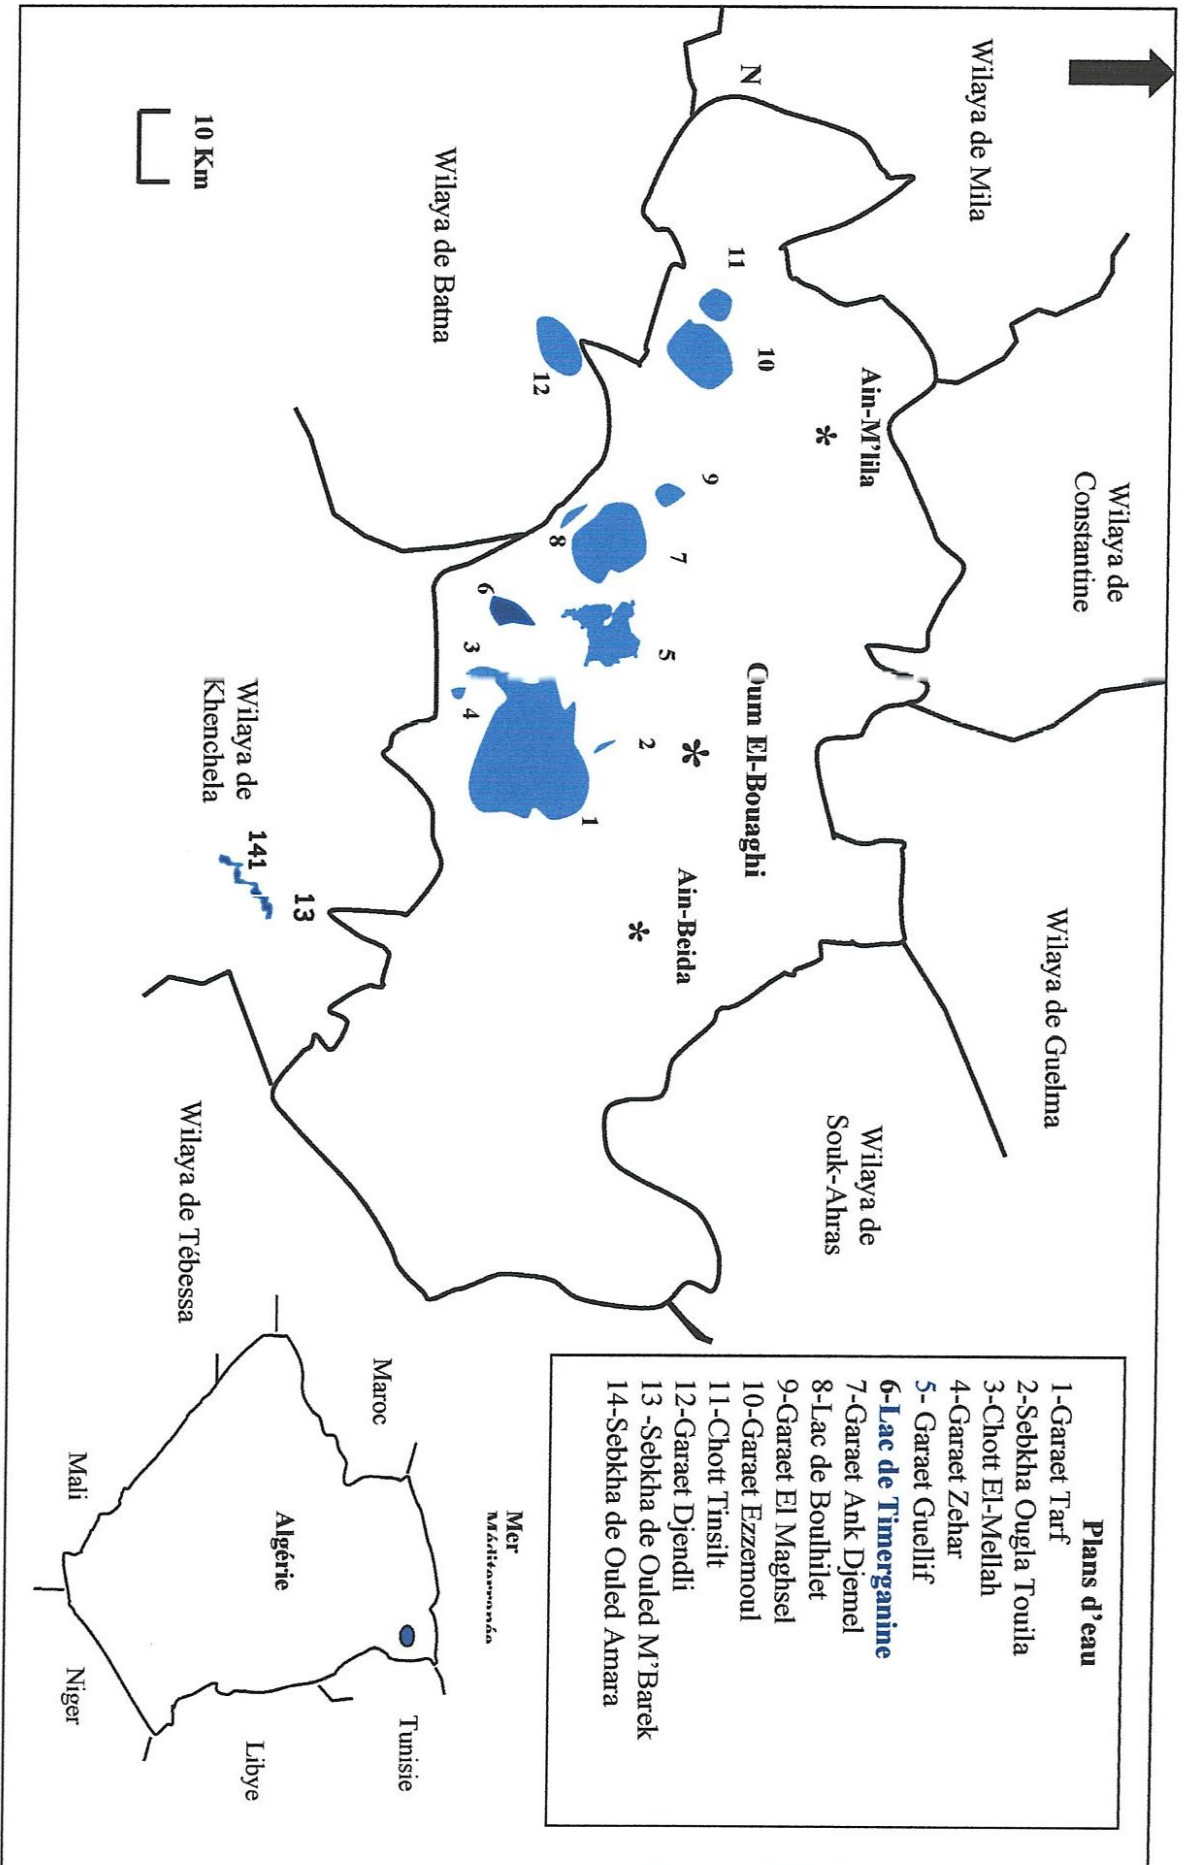 N
Wilaya de Mila
Wilaya de
Constantine
Wilaya de Guelma
Wilaya de
Souk-Ahras
Ain-M'lila
*
Oum El-Bouaghi
*
Ain-Beida
*
11
10
12
9
7
8
5
6
3
4
2
1
141
13
Wilaya de Batna
Wilaya de
Khenchela
Wilaya de Tébessa
10 Km
Plans d'eau
1-Garaet Tarf
2-Sebkha Ougla Touila
3-Chott El-Mellah
4-Garaet Zehar
5- Garaet Guellif
6-Lac de Timerganine
7-Garaet Ank Djemel
8-Lac de Boulhilet
9-Garaet El Maghsel
10-Garaet Ezzemoul
11-Chott Tinsilt
12-Garaet Djendli
13 -Sebkha de Ouled M'Barek
14-Sebkha de Ouled Amara
Mer
Maroc
Algérie
Tunisie
Mali
Niger
Libye